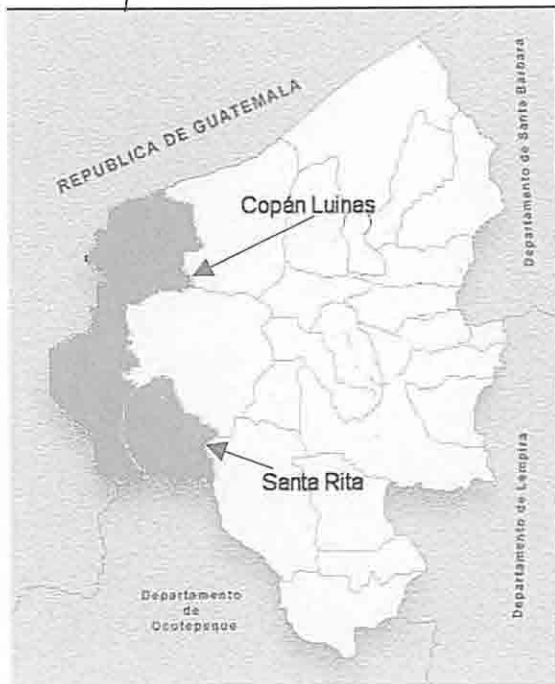 REPUBLICA DE GUATEMALA
Departamento de Santa Barbara
Copán Luinas
Santa Rita
Departamento de Lempira
Departamento
de
Ocotepeque